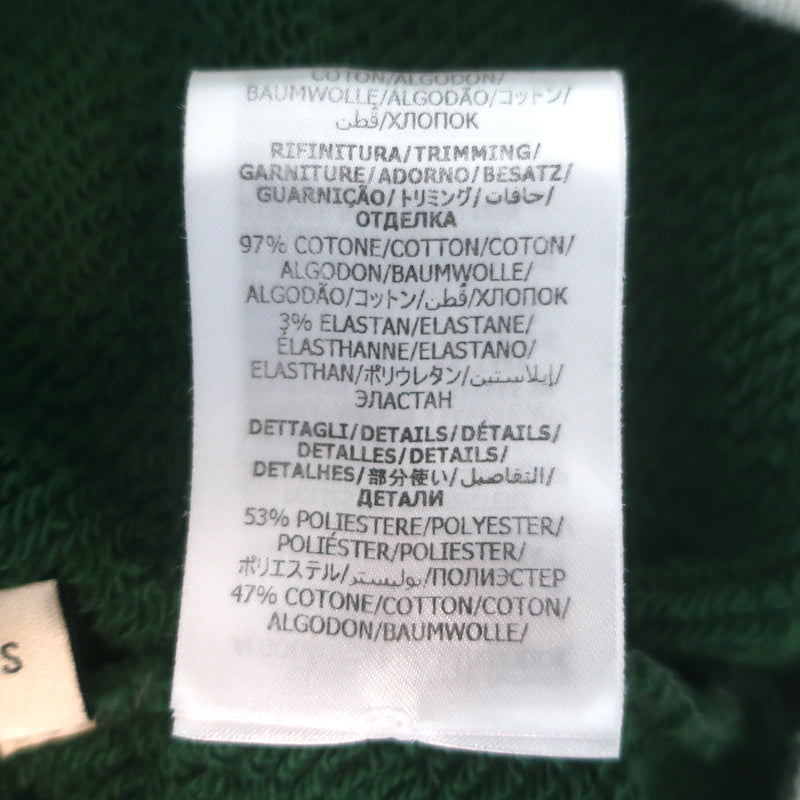 COTON/ALGODON/
BAUMWOLLE/ALGODÃO/コットン/
قُطن/ХЛОПОК
RIFINITURA/TRIMMING/
GARNITURE/ADORNO/BESATZ/
GUARNIÇÃO/トリミング/حافات/
ОТДЕЛКА
97% COTONE/COTTON/COTON/
ALGODON/BAUMWOLLE/
ALGODÃO/コットン/قُطن/ХЛОПОК
3% ELASTAN/ELASTANE/
ÉLASTHANNE/ELASTANO/
ELASTHAN/ポリウレタン/إيلاستين/
ЭЛАСТАН
DETTAGLI/DETAILS/DÉTAILS/
DETALLES/DETAILS/
DETALHES/部分使い/التفاصيل/
ДЕТАЛИ
53% POLIESTERE/POLYESTER/
POLIÉSTER/POLIESTER/
ポリエステル/بوليستر/ПОЛИЭСТЕР
47% COTONE/COTTON/COTON/
ALGODON/BAUMWOLLE/
S